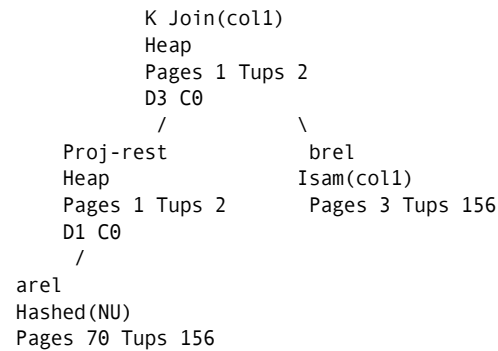 K Join(col1)
Heap
Pages 1 Tups 2
D3 C0
/ \
Proj-rest brel
Heap Isam(col1)
Pages 1 Tups 2 Pages 3 Tups 156
D1 C0
/
arel
Hashed(NU)
Pages 70 Tups 156